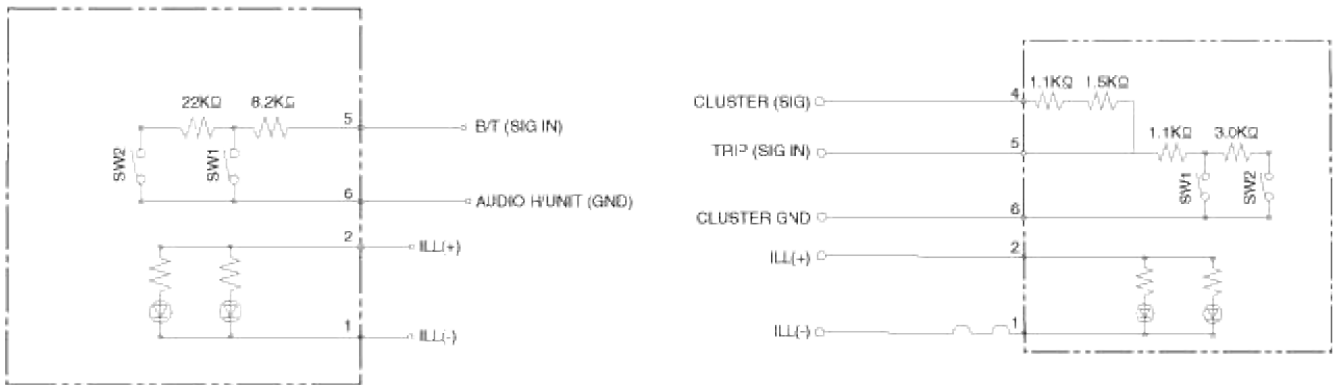 22KΩ 8.2KΩ
5
B/T (SIG IN)
SW2
SW1
6
AUDIO H/UNIT (GND)
2
ILL(+)
1
ILL(-)
1.1KΩ 1.5KΩ
CLUSTER (SIG)
4
1.1KΩ 3.0KΩ
TRIP (SIG IN)
5
SW1
SW2
CLUSTER GND
6
ILL(+)
2
ILL(-)
1